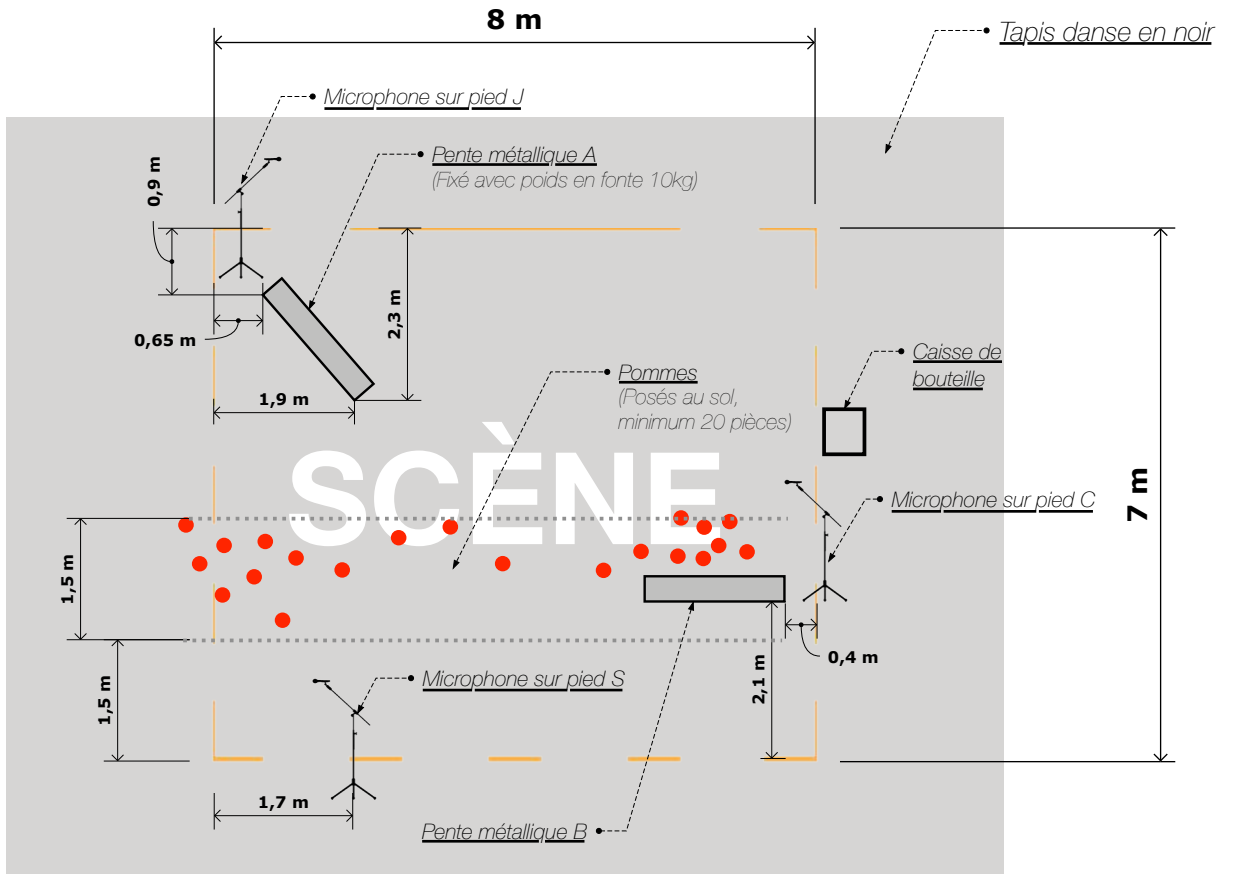 8 m
Tapis danse en noir
Microphone sur pied J
Pente métallique A
(Fixé avec poids en fonte 10kg)
0,9 m
2,3 m
0,65 m
1,9 m
Caisse de
bouteille
Pommes
(Posés au sol,
minimum 20 pièces)
SCÈNE
Microphone sur pied C
7 m
1,5 m
0,4 m
2,1 m
Microphone sur pied S
1,5 m
1,7 m
Pente métallique B